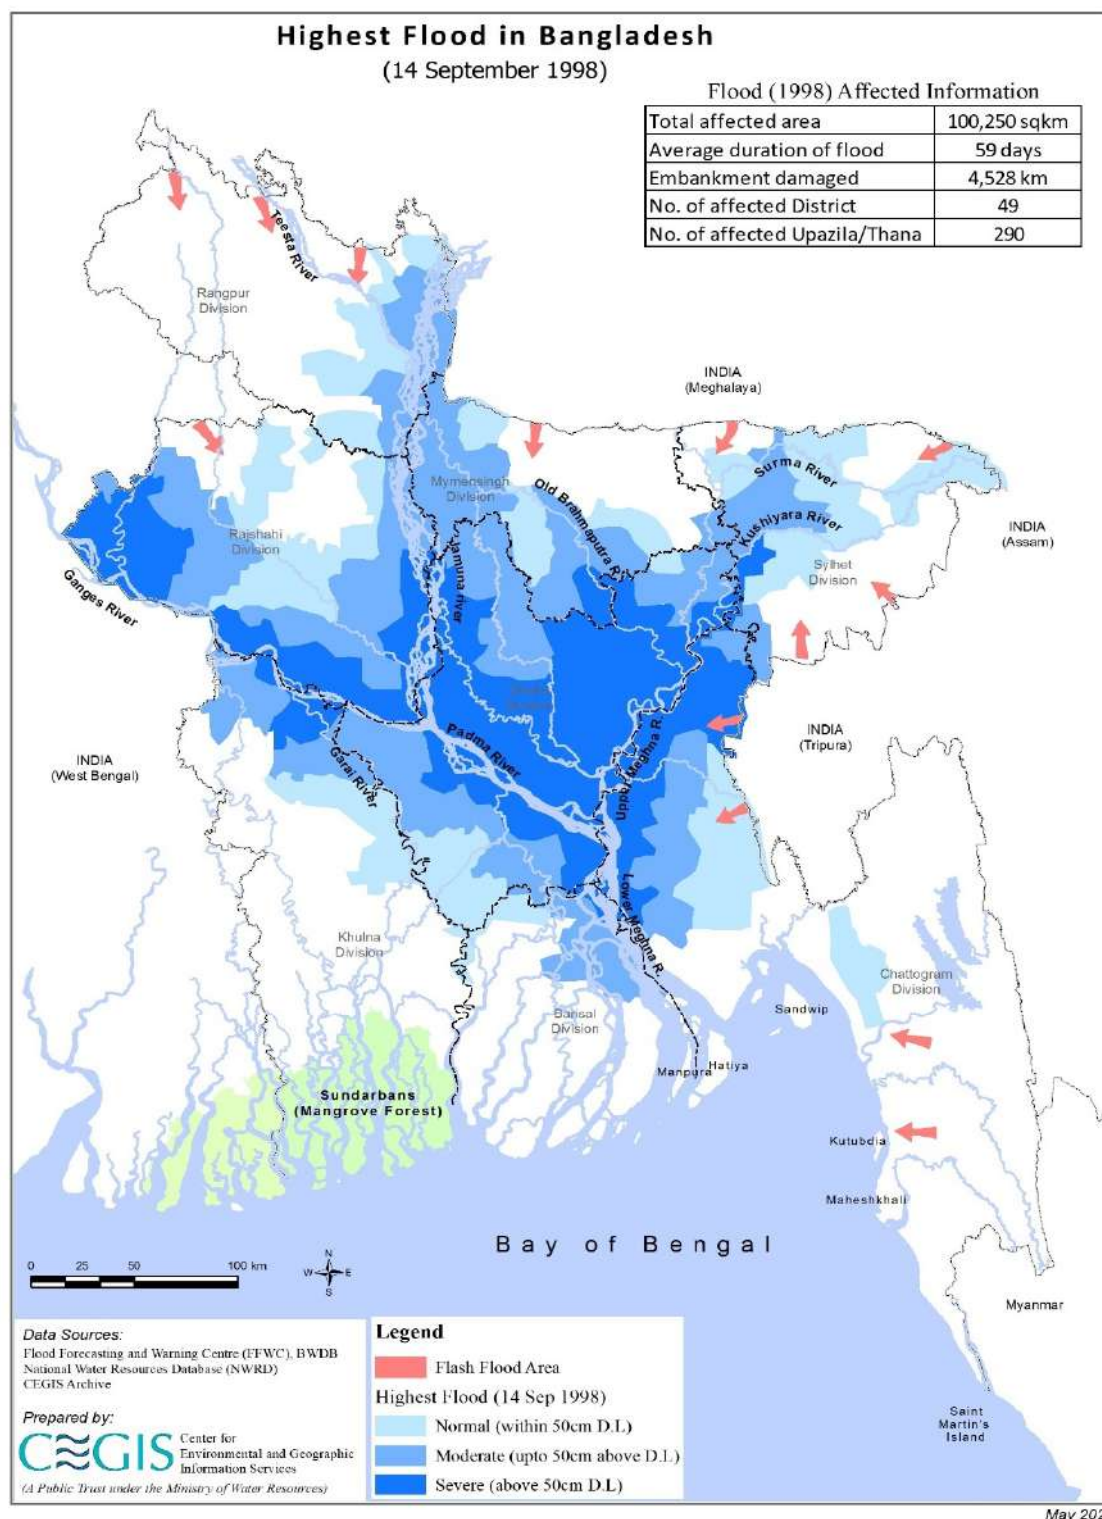 Highest Flood in Bangladesh
(14 September 1998)
Flood (1998) Affected Information
Total affected area 100,250 sqkm
Average duration of flood 59 days
Embankment damaged 4,528 km
No. of affected District 49
No. of affected Upazila/Thana 290
Teesta River
Rangpur
Division
INDIA
(Meghalaya)
Mymensingh
Division
Old Brahmaputra R.
Surma River
Kushiyara River
INDIA
(Assam)
Rajshahi
Division
Jamuna river
Sylhet
Division
Ganges River
Padma River
Upper Meghna R.
INDIA
(Tripura)
INDIA
(West Bengal)
Garai River
Lower Meghna R.
Khulna
Division
Chattogram
Division
Barisal
Division
Sandwip
Manpura
Hatiya
Sundarbans
(Mangrove Forest)
Kutubdia
Maheshkhali
Bay of Bengal
N
W E
S
0 25 50 100 km
Myanmar
Saint
Martin's
Island
Data Sources:
Flood Forecasting and Warning Centre (FFWC), BWDB
National Water Resources Database (NWRD)
CEGIS Archive
Prepared by:
CEGIS
Center for
Environmental and Geographic
Information Services
(A Public Trust under the Ministry of Water Resources)
Legend
Flash Flood Area
Highest Flood (14 Sep 1998)
Normal (within 50cm D.L)
Moderate (upto 50cm above D.L)
Severe (above 50cm D.L)
May 202